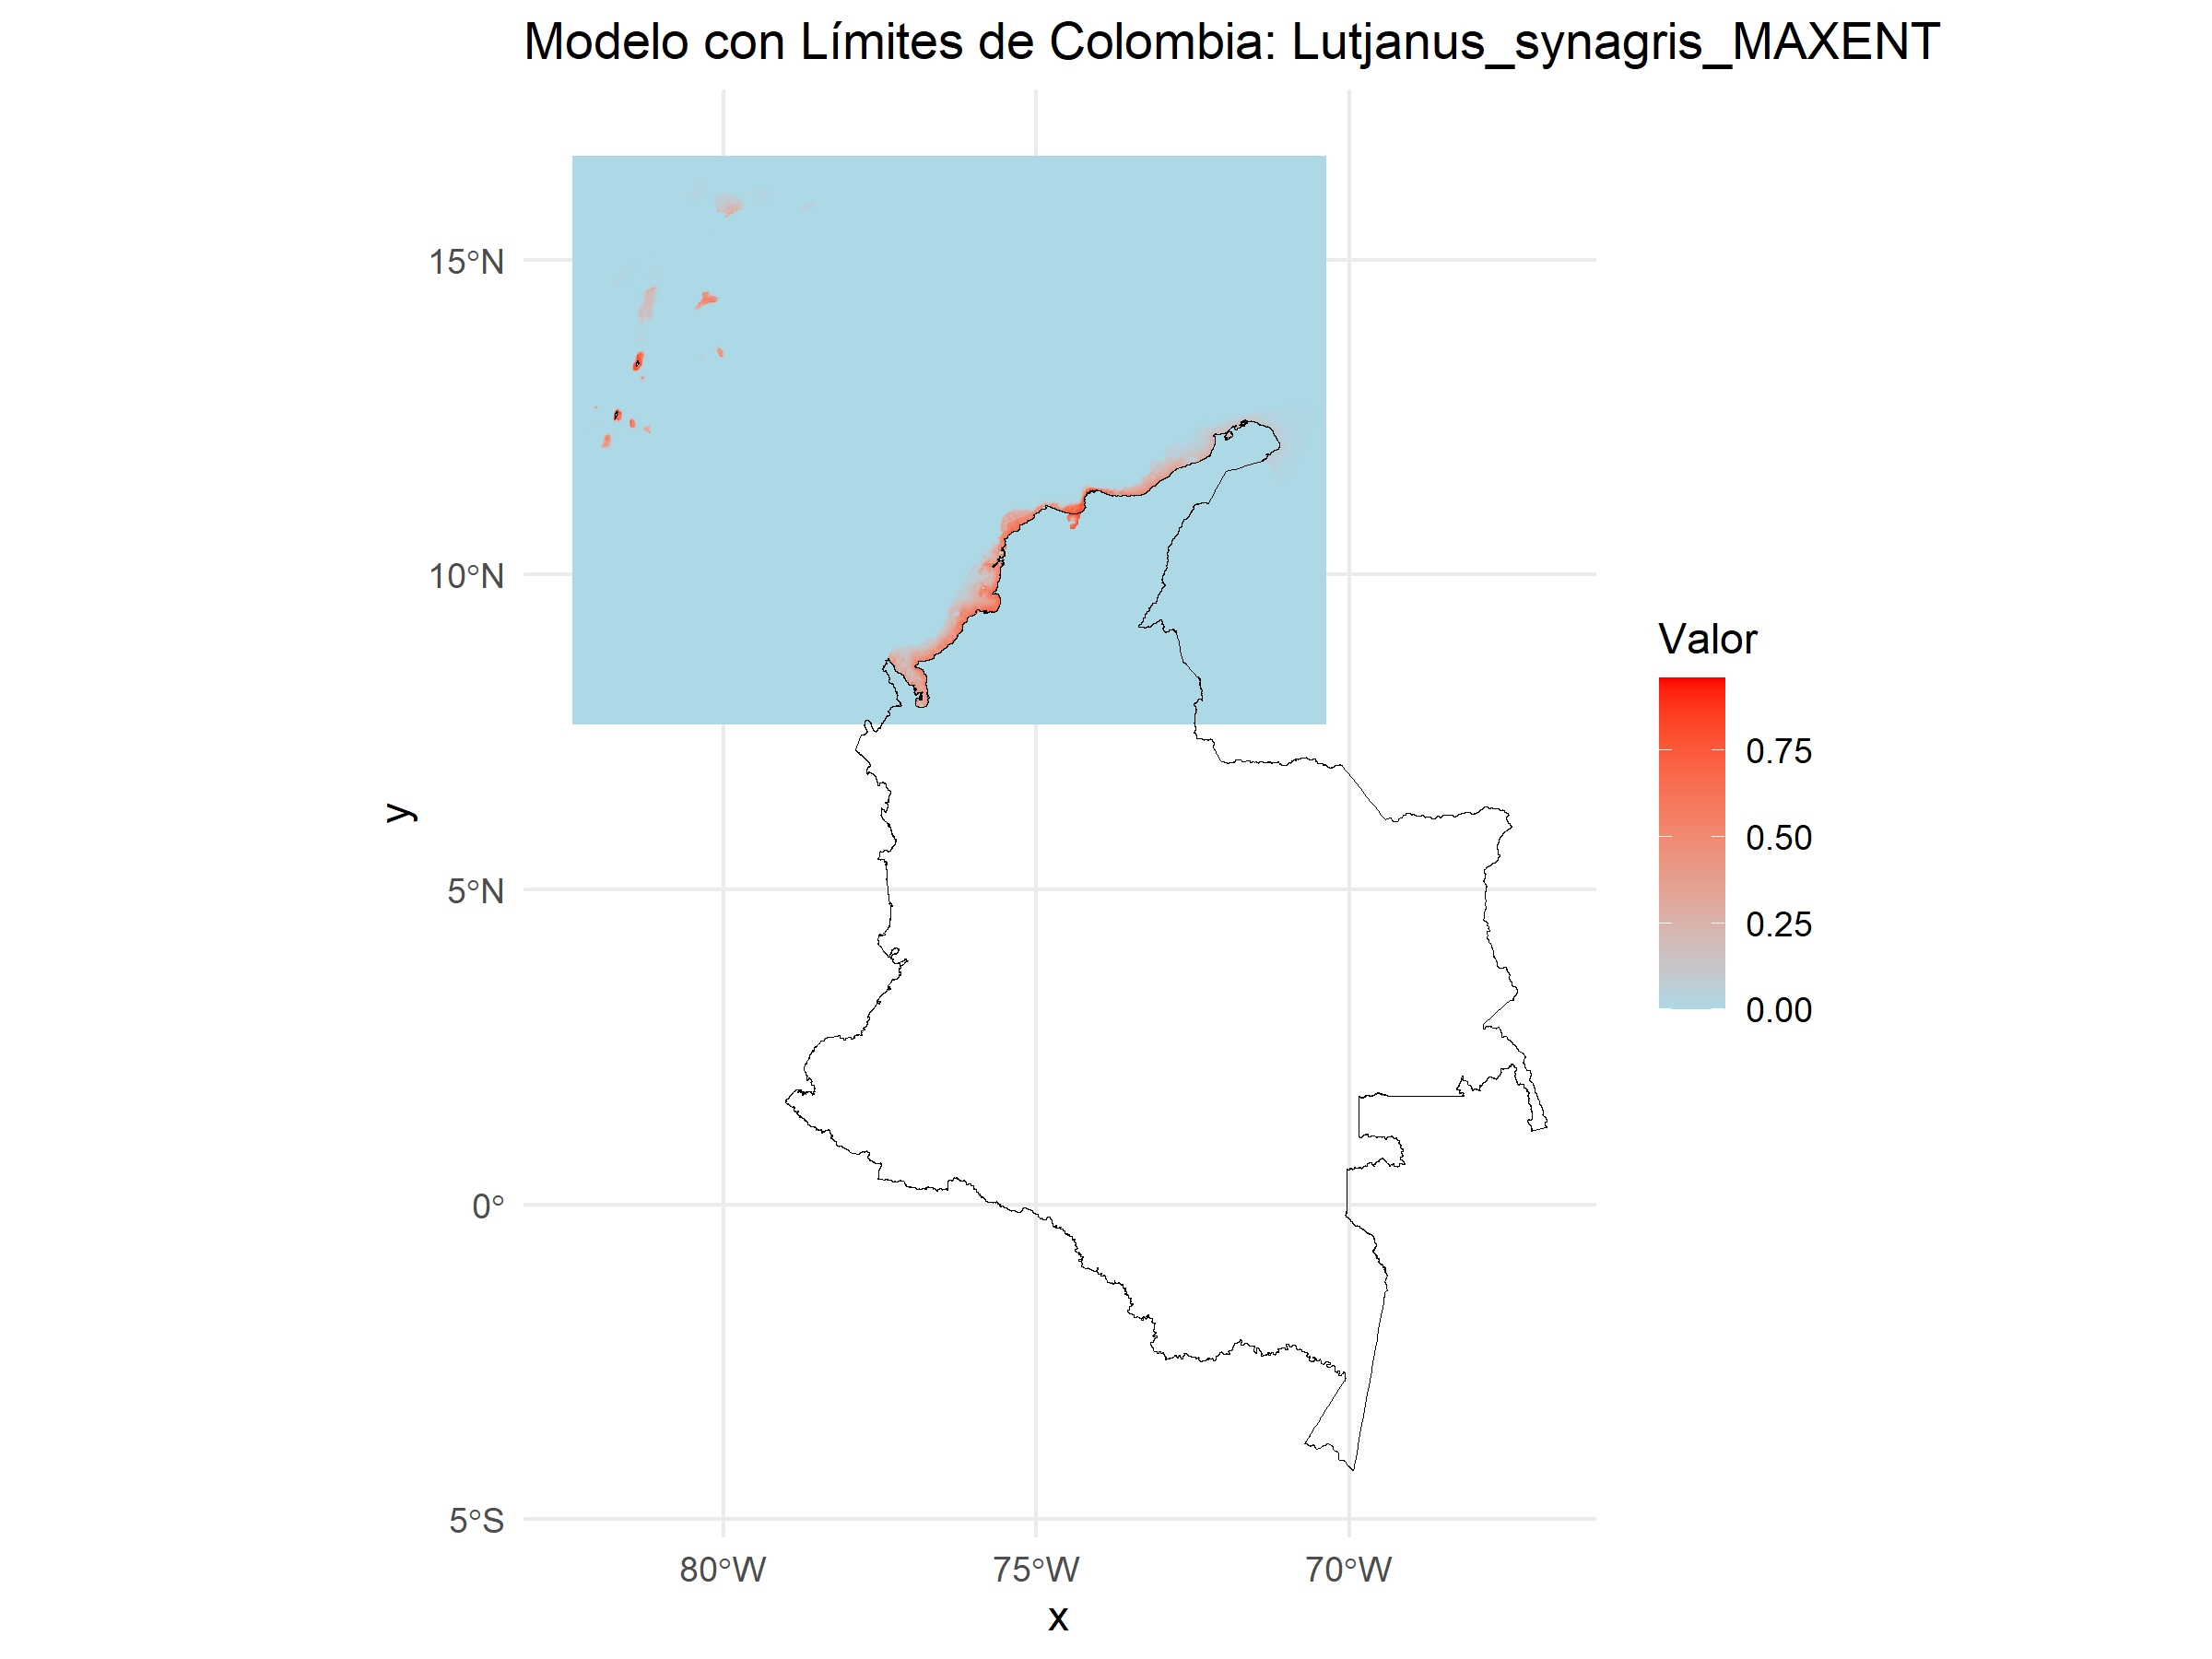 Modelo con Límites de Colombia: Lutjanus_synagris_MAXENT
15°N
10°N
5°N
0°
5°S
y
80°W
75°W
70°W
x
Valor
0.75
0.50
0.25
0.00